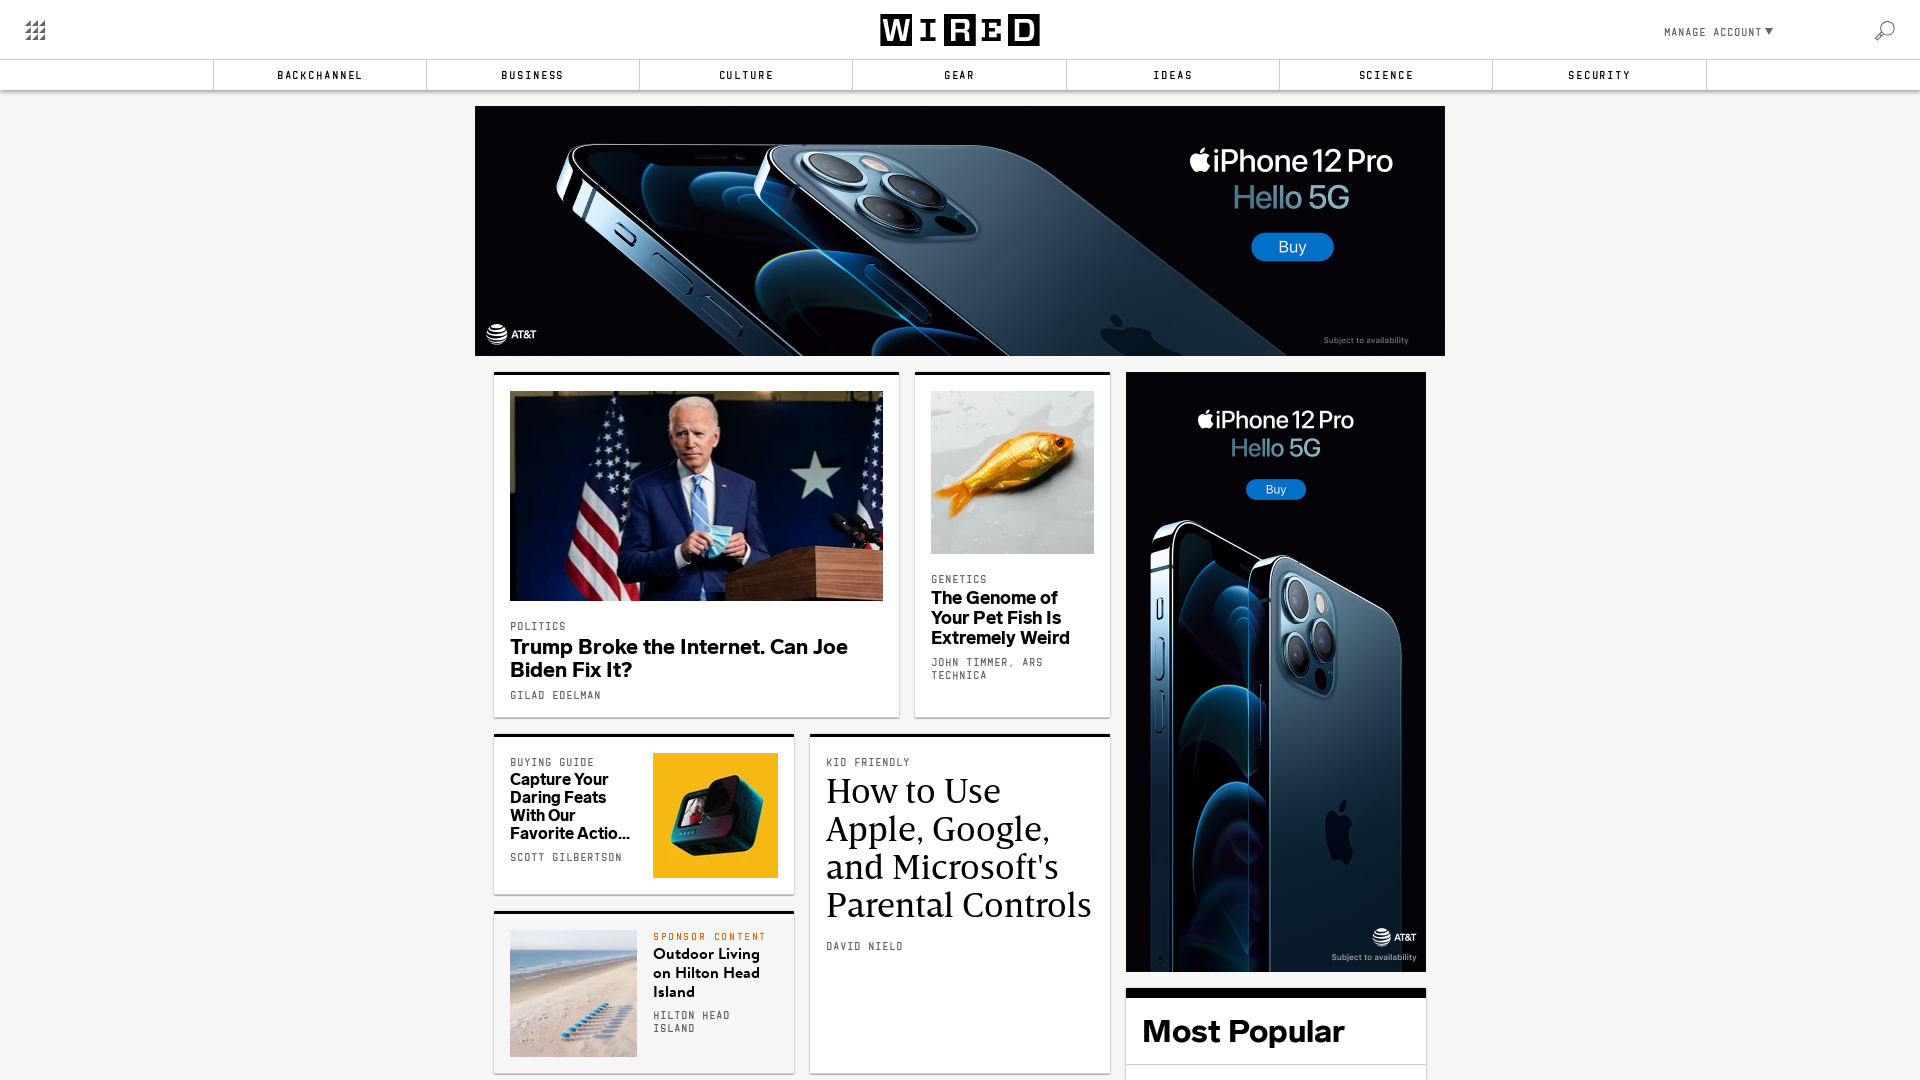 WIRED
MANAGE ACCOUNT
BACKCHANNEL
BUSINESS
CULTURE
GEAR
IDEAS
SCIENCE
SECURITY
iPhone 12 Pro
Hello 5G
Buy
AT&T
Subject to availability
POLITICS
Trump Broke the Internet. Can Joe
Biden Fix It?
GILAD EDELMAN
GENETICS
The Genome of
Your Pet Fish Is
Extremely Weird
JOHN TIMMER, ARS
TECHNICA
iPhone 12 Pro
Hello 5G
Buy
AT&T
Subject to availability
BUYING GUIDE
Capture Your
Daring Feats
With Our
Favorite Actio...
SCOTT GILBERTSON
KID FRIENDLY
How to Use
Apple, Google,
and Microsoft's
Parental Controls
DAVID NIELD
SPONSOR CONTENT
Outdoor Living
on Hilton Head
Island
HILTON HEAD
ISLAND
Most Popular